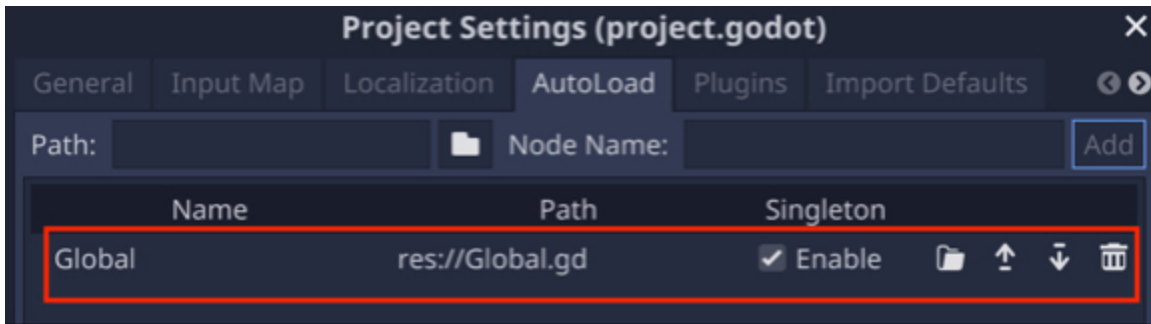 Project Settings (project.godot)
General Input Map Localization AutoLoad Plugins Import Defaults
Path: Node Name: Add
Name Path Singleton
Global res://Global.gd Enable